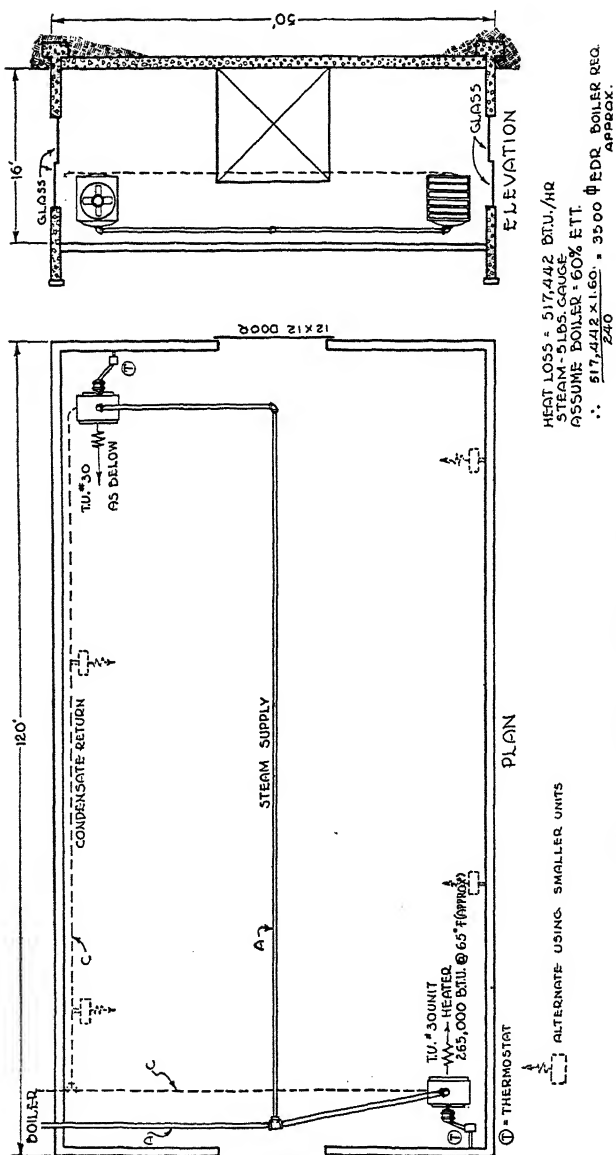 120'
BOILER
A
C
C
CONDENSATE RETURN
T.U. #30
AS BELOW
T
12X12 DOOR
STEAM SUPPLY
A
T
T.U. #30 UNIT
HEATER
265,000 B.T.U. @ 65°F (APPROX)
PLAN
T = THERMOSTAT
ALTERNATE USING SMALLER UNITS
16'
50'
GLASS
GLASS
ELEVATION
HEAT LOSS = 517,442 B.T.U./HR
STEAM - 5 LBS. GAUGE
ASSUME BOILER = 60% EFF.
∴ 517,442 X 1.60 = 3500 ⏀ EDR BOILER REQ.
240 APPROX.